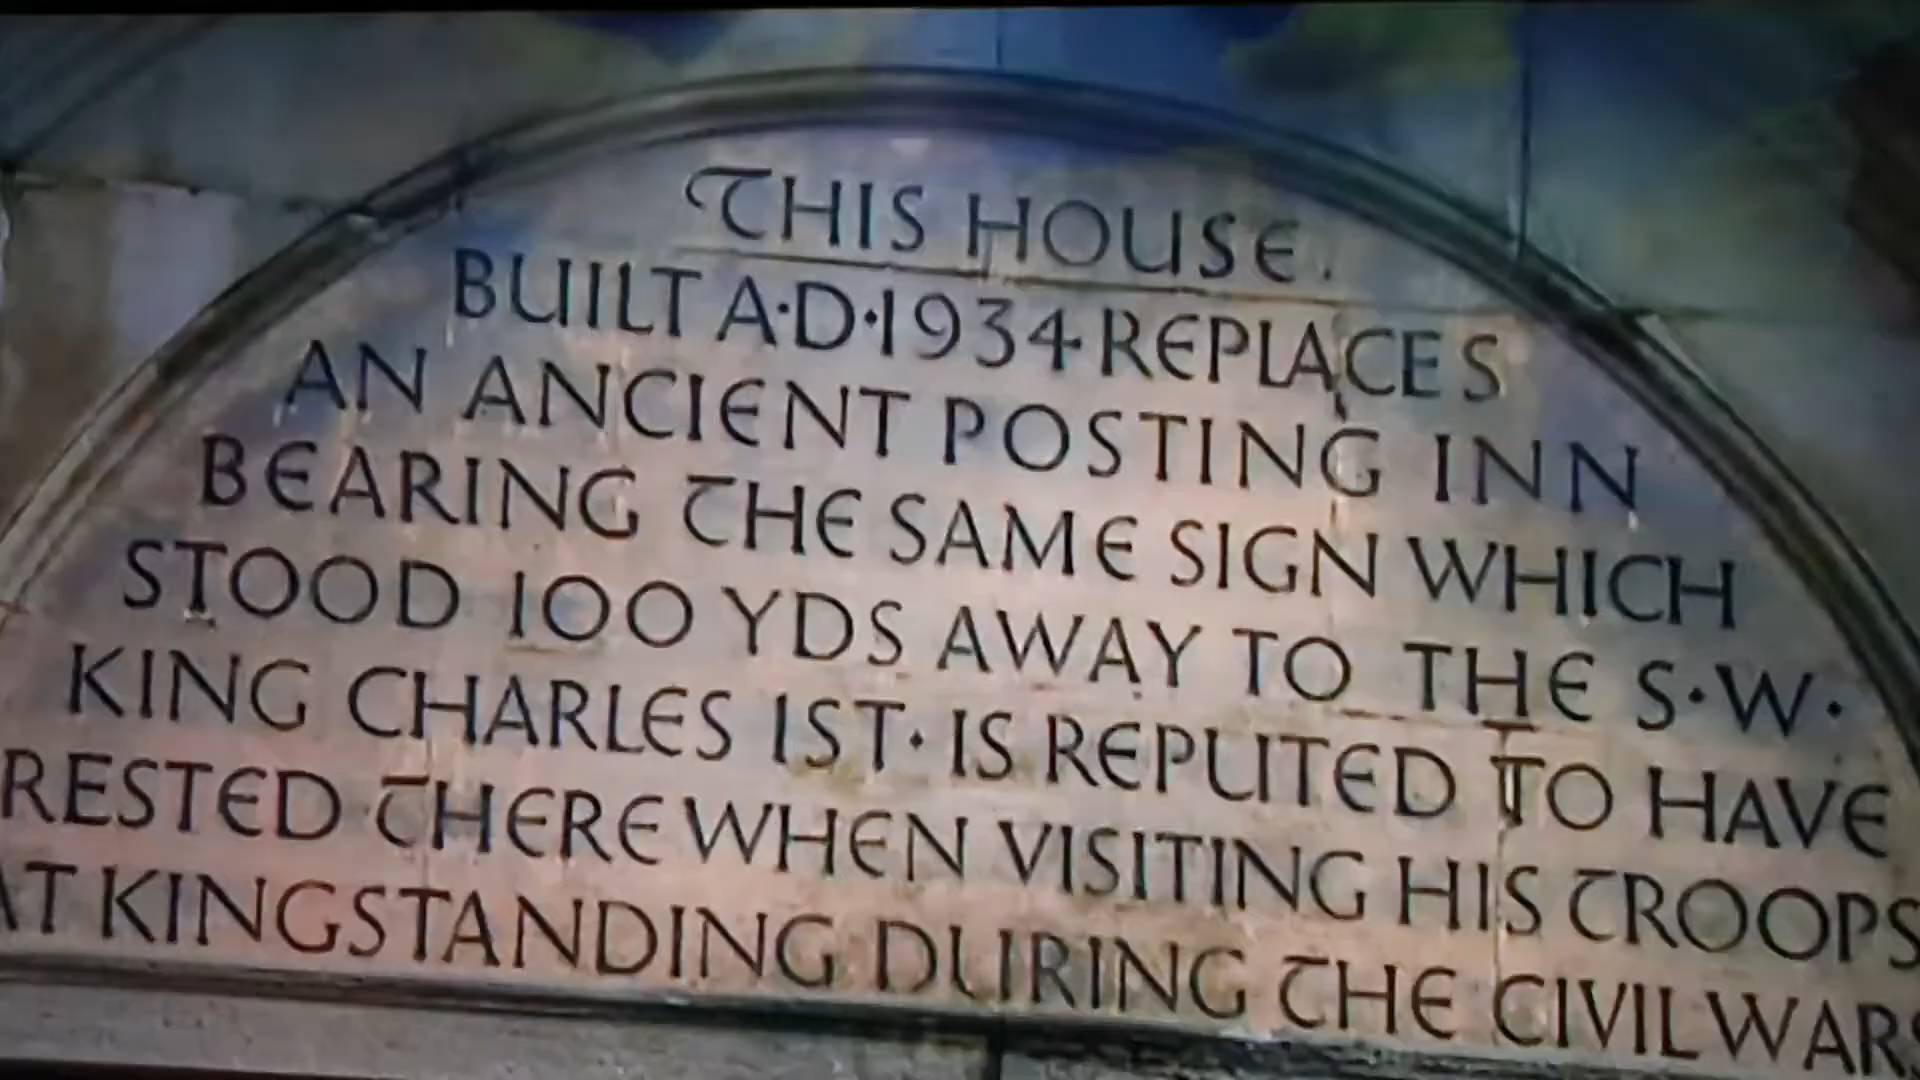 THIS HOUSE.
BUILT A·D·1934 REPLACES
AN ANCIENT POSTING INN
BEARING THE SAME SIGN WHICH
STOOD 100 YDS AWAY TO THE S·W·
KING CHARLES IST· IS REPUTED TO HAVE
RESTED THERE WHEN VISITING HIS TROOPS
AT KINGSTANDING DURING THE CIVIL WARS